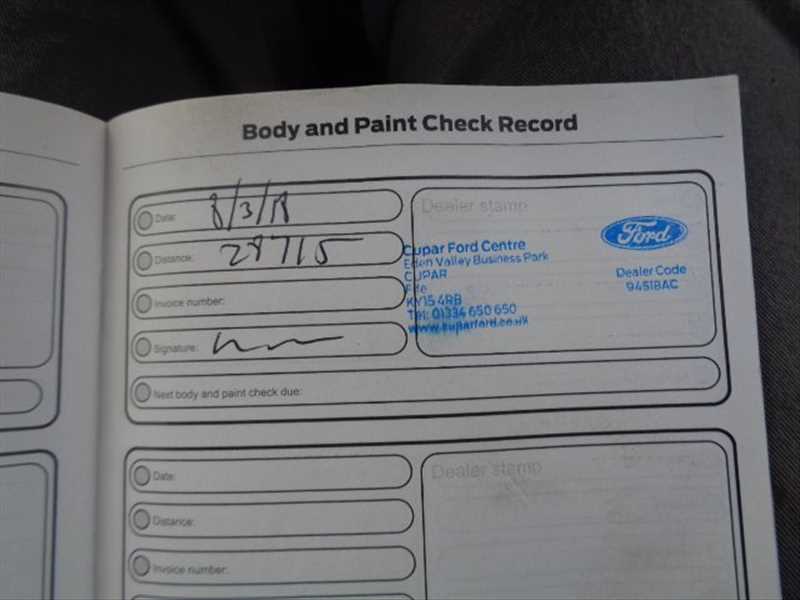 Body and Paint Check Record
Date: 8/3/18
Distance: 28715
Invoice number:
Signature:
Next body and paint check due:
Dealer stamp
Cupar Ford Centre
Eden Valley Business Park
CUPAR
Fife
KY15 4RB
Tel: 01334 650 650
www.cuparford.co.uk
Ford
Dealer Code
9451BAC
Date:
Distance:
Invoice number:
Dealer stamp